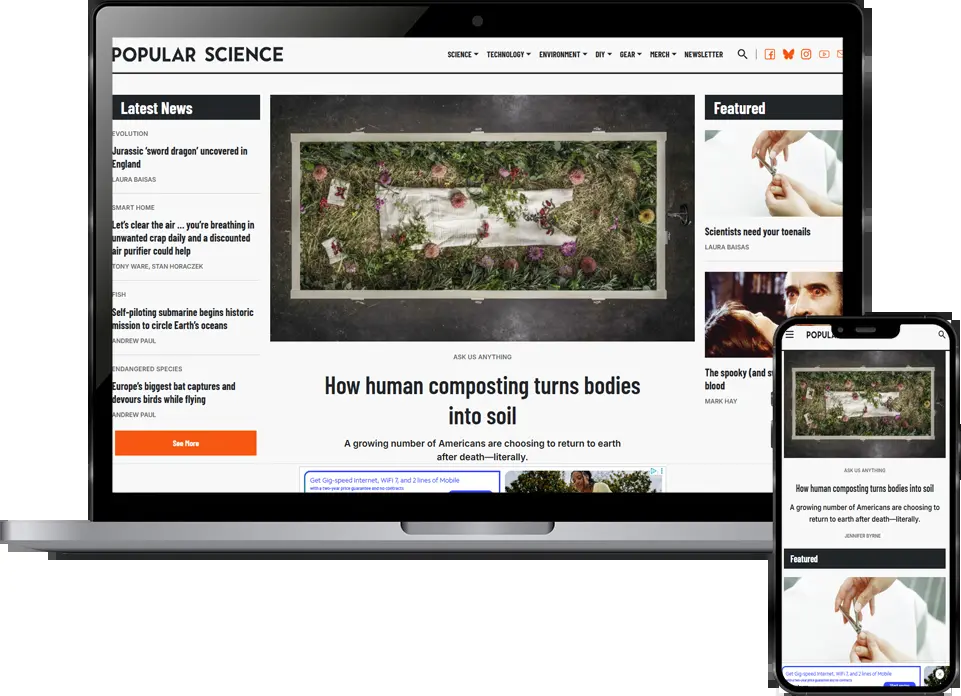 POPULAR SCIENCE
SCIENCE
TECHNOLOGY
ENVIRONMENT
DIY
GEAR
MERCH
NEWSLETTER
Latest News
EVOLUTION
Jurassic ‘sword dragon’ uncovered in
England
LAURA BAISAS
SMART HOME
Let’s clear the air ... you’re breathing in
unwanted crap daily and a discounted
air purifier could help
TONY WARE, STAN HORACZEK
FISH
Self-piloting submarine begins historic
mission to circle Earth’s oceans
ANDREW PAUL
ENDANGERED SPECIES
Europe’s biggest bat captures and
devours birds while flying
ANDREW PAUL
See More
ASK US ANYTHING
How human composting turns bodies
into soil
A growing number of Americans are choosing to return to earth
after death—literally.
Get Gig-speed Internet, WiFi 7, and 2 lines of Mobile
with a two-year price guarantee and no contracts
Featured
Scientists need your toenails
LAURA BAISAS
The spooky (and
blood
MARK HAY
POPUL
ASK US ANYTHING
How human composting turns bodies into soil
A growing number of Americans are choosing to
return to earth after death—literally.
JENNIFER BYRNE
Featured
Get Gig-speed Internet, WiFi 7, and 2 lines of Mobile